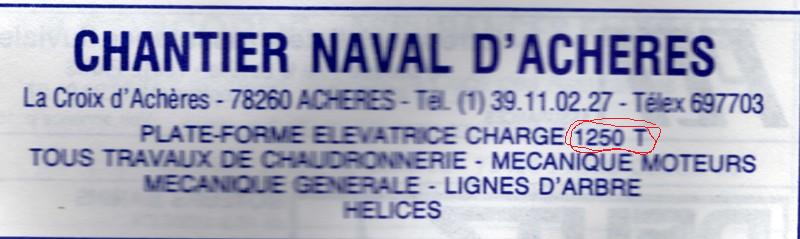 CHANTIER NAVAL D'ACHERES
La Croix d'Achères - 78260 ACHERES - Tél. (1) 39.11.02.27 - Télex 697703
PLATE-FORME ELEVATRICE CHARGE 1250 T
TOUS TRAVAUX DE CHAUDRONNERIE - MECANIQUE MOTEURS
MECANIQUE GENERALE - LIGNES D'ARBRE
HELICES